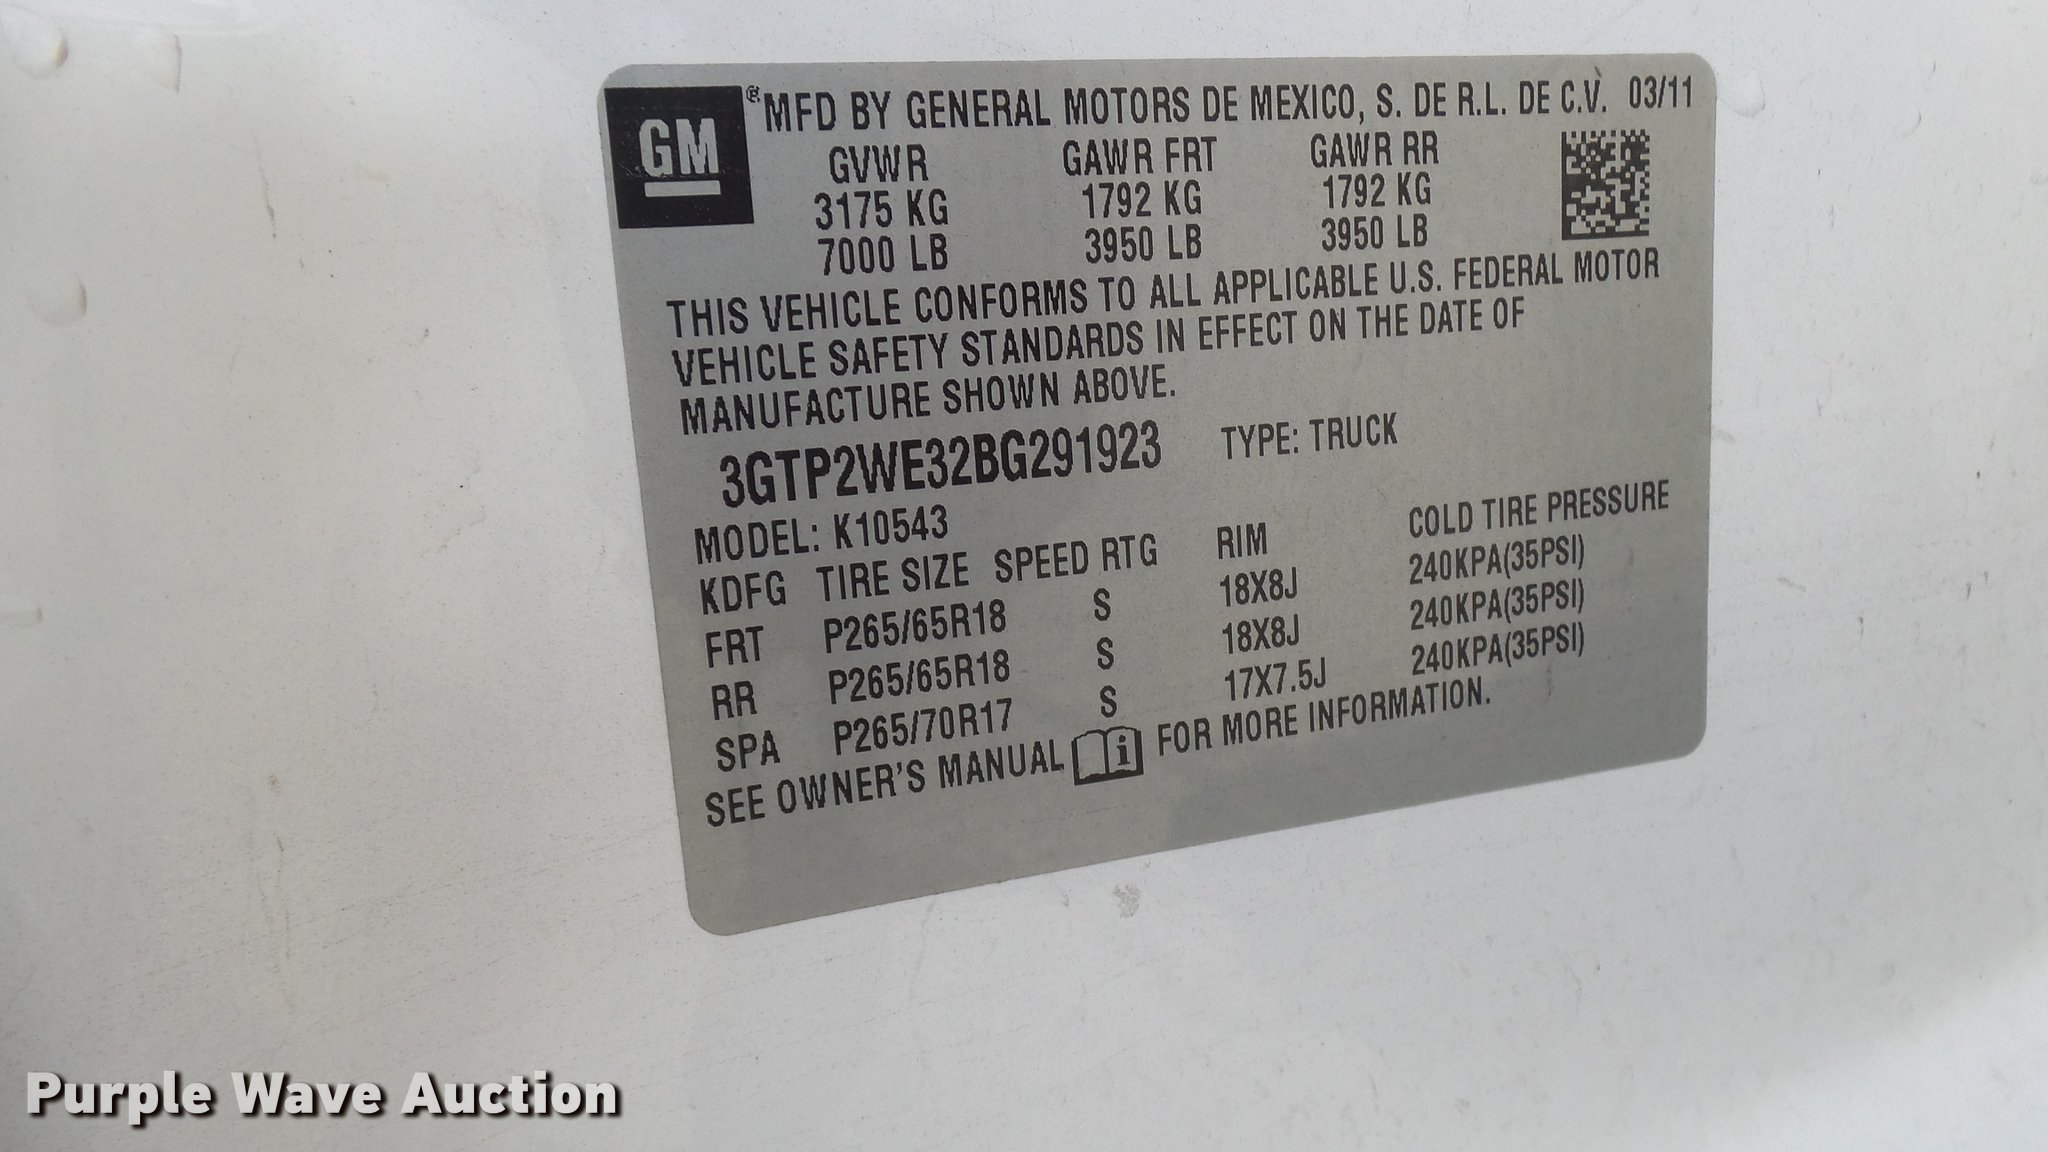 GM ® MFD BY GENERAL MOTORS DE MEXICO, S. DE R.L. DE C.V. 03/11
GVWR GAWR FRT GAWR RR
3175 KG 1792 KG 1792 KG
7000 LB 3950 LB 3950 LB
THIS VEHICLE CONFORMS TO ALL APPLICABLE U.S. FEDERAL MOTOR
VEHICLE SAFETY STANDARDS IN EFFECT ON THE DATE OF
MANUFACTURE SHOWN ABOVE.
3GTP2WE32BG291923 TYPE: TRUCK
MODEL: K10543
KDFG TIRE SIZE SPEED RTG RIM COLD TIRE PRESSURE
FRT P265/65R18 S 18X8J 240KPA(35PSI)
RR P265/65R18 S 18X8J 240KPA(35PSI)
SPA P265/70R17 S 17X7.5J 240KPA(35PSI)
SEE OWNER'S MANUAL i FOR MORE INFORMATION.
Purple Wave Auction